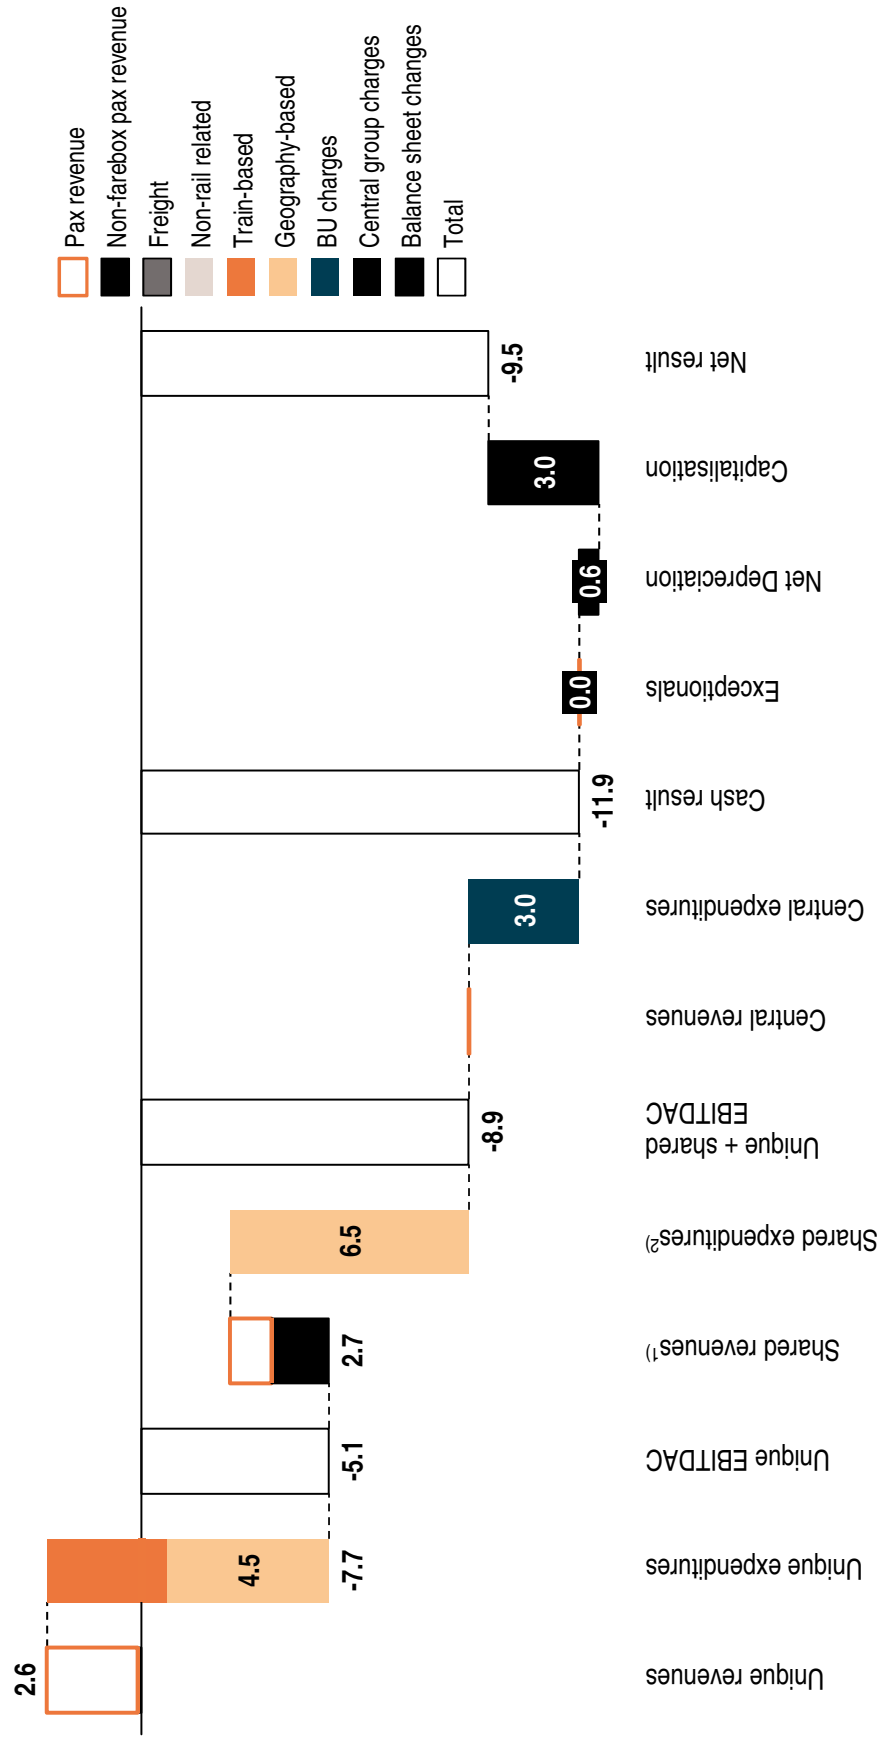 Pax revenue
Non-farebox pax revenue
Freight
Non-rail related
Train-based
Geography-based
BU charges
Central group charges
Balance sheet changes
Total
2.6
4.5
-7.7
-5.1
2.7
6.5
-8.9
3.0
-11.9
0.0
0.6
3.0
-9.5
Unique revenues
Unique expenditures
Unique EBITDAC
Shared revenues1)
Shared expenditures2)
Unique + shared
EBITDAC
Central revenues
Central expenditures
Cash result
Exceptionals
Net Depreciation
Capitalisation
Net result